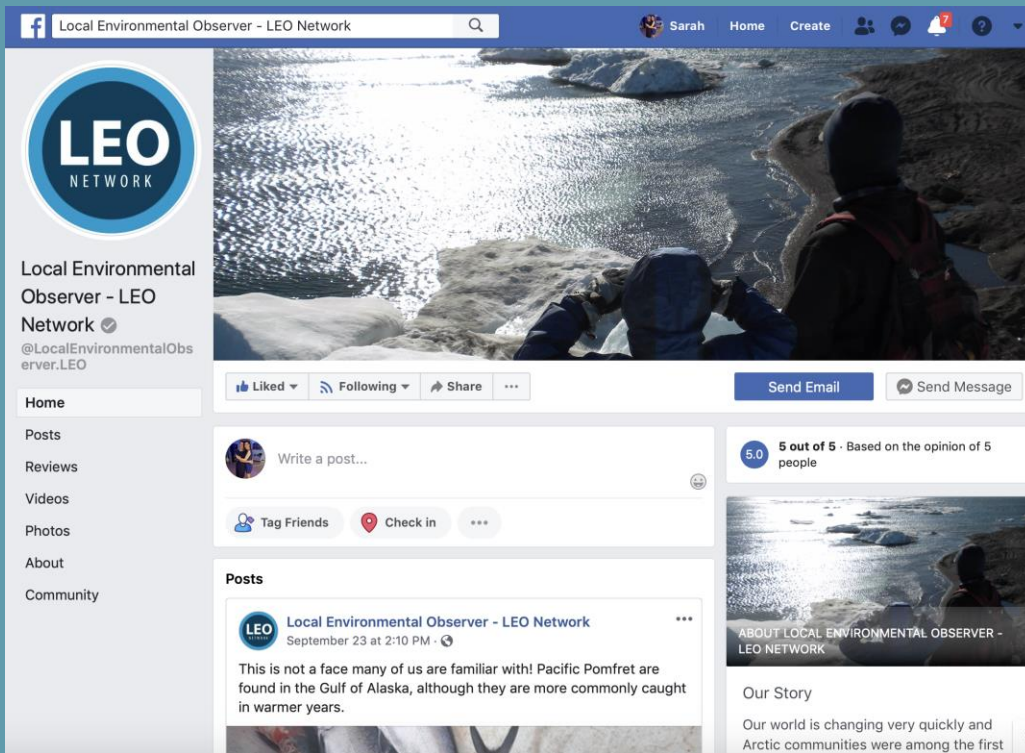 Local Environmental Observer - LEO Network
Sarah
Home
Create
7
?
LEO
NETWORK
Local Environmental
Observer - LEO
Network
@LocalEnvironmentalObs
erver.LEO
Home
Posts
Reviews
Videos
Photos
About
Community
Liked
Following
Share
Send Email
Send Message
Write a post...
Tag Friends
Check in
5.0
5 out of 5 · Based on the opinion of 5
people
Posts
LEO
NETWORK
Local Environmental Observer - LEO Network
September 23 at 2:10 PM ·
This is not a face many of us are familiar with! Pacific Pomfret are
found in the Gulf of Alaska, although they are more commonly caught
in warmer years.
ABOUT LOCAL ENVIRONMENTAL OBSERVER -
LEO NETWORK
Our Story
Our world is changing very quickly and
Arctic communities were among the first